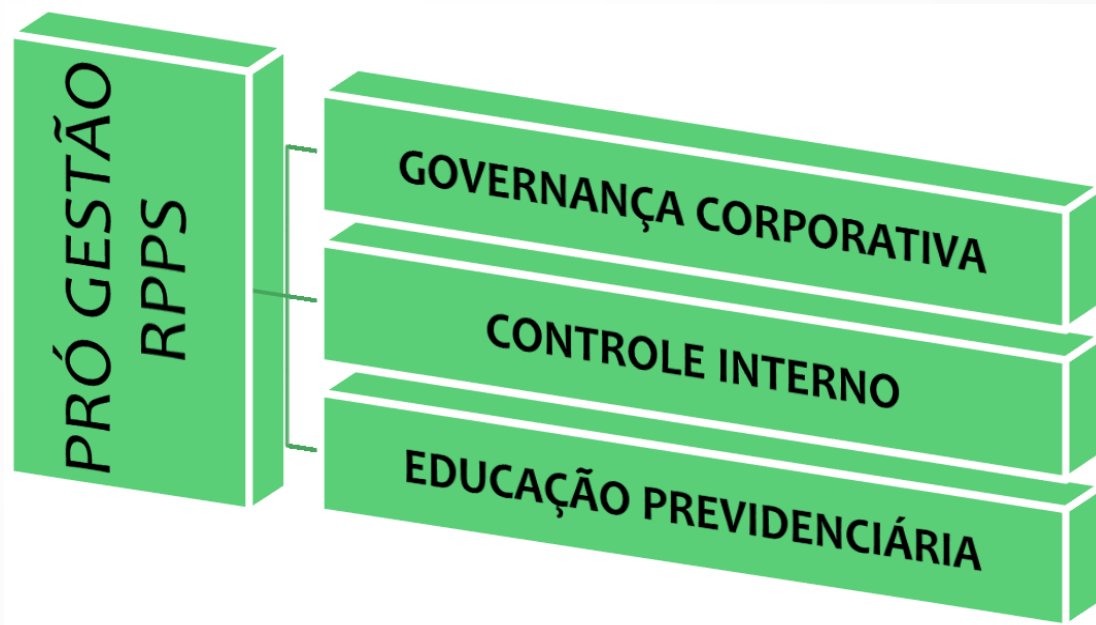 PRÓ GESTÃO
RPPS
GOVERNANÇA CORPORATIVA
CONTROLE INTERNO
EDUCAÇÃO PREVIDENCIÁRIA